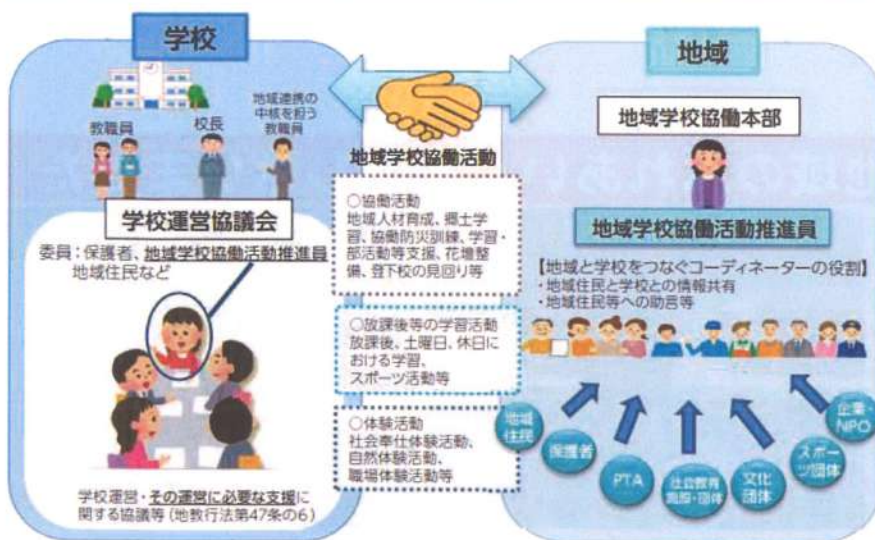 学校
教職員
校長
地域連携の
中核を担う
教職員
学校運営協議会
委員:保護者、地域学校協働活動推進員
地域住民など
学校運営・その運営に必要な支援に
関する協議等(地教行法第47条の6)
地域学校協働活動
○協働活動
地域人材育成、郷土学
習、協働防災訓練、学習・
部活動等支援、花壇整
備、登下校の見回り等
○放課後等の学習活動
放課後、土曜日、休日に
おける学習、
スポーツ活動等
○体験活動
社会奉仕体験活動、
自然体験活動、
職場体験活動等
地域
地域学校協働本部
地域学校協働活動推進員
【地域と学校をつなぐコーディネーターの役割】
・地域住民と学校との情報共有
・地域住民等への助言等
地域
住民
保護者
PTA
社会教育
施設・団体
文化
団体
スポー
ツ団体
企業・
NPO